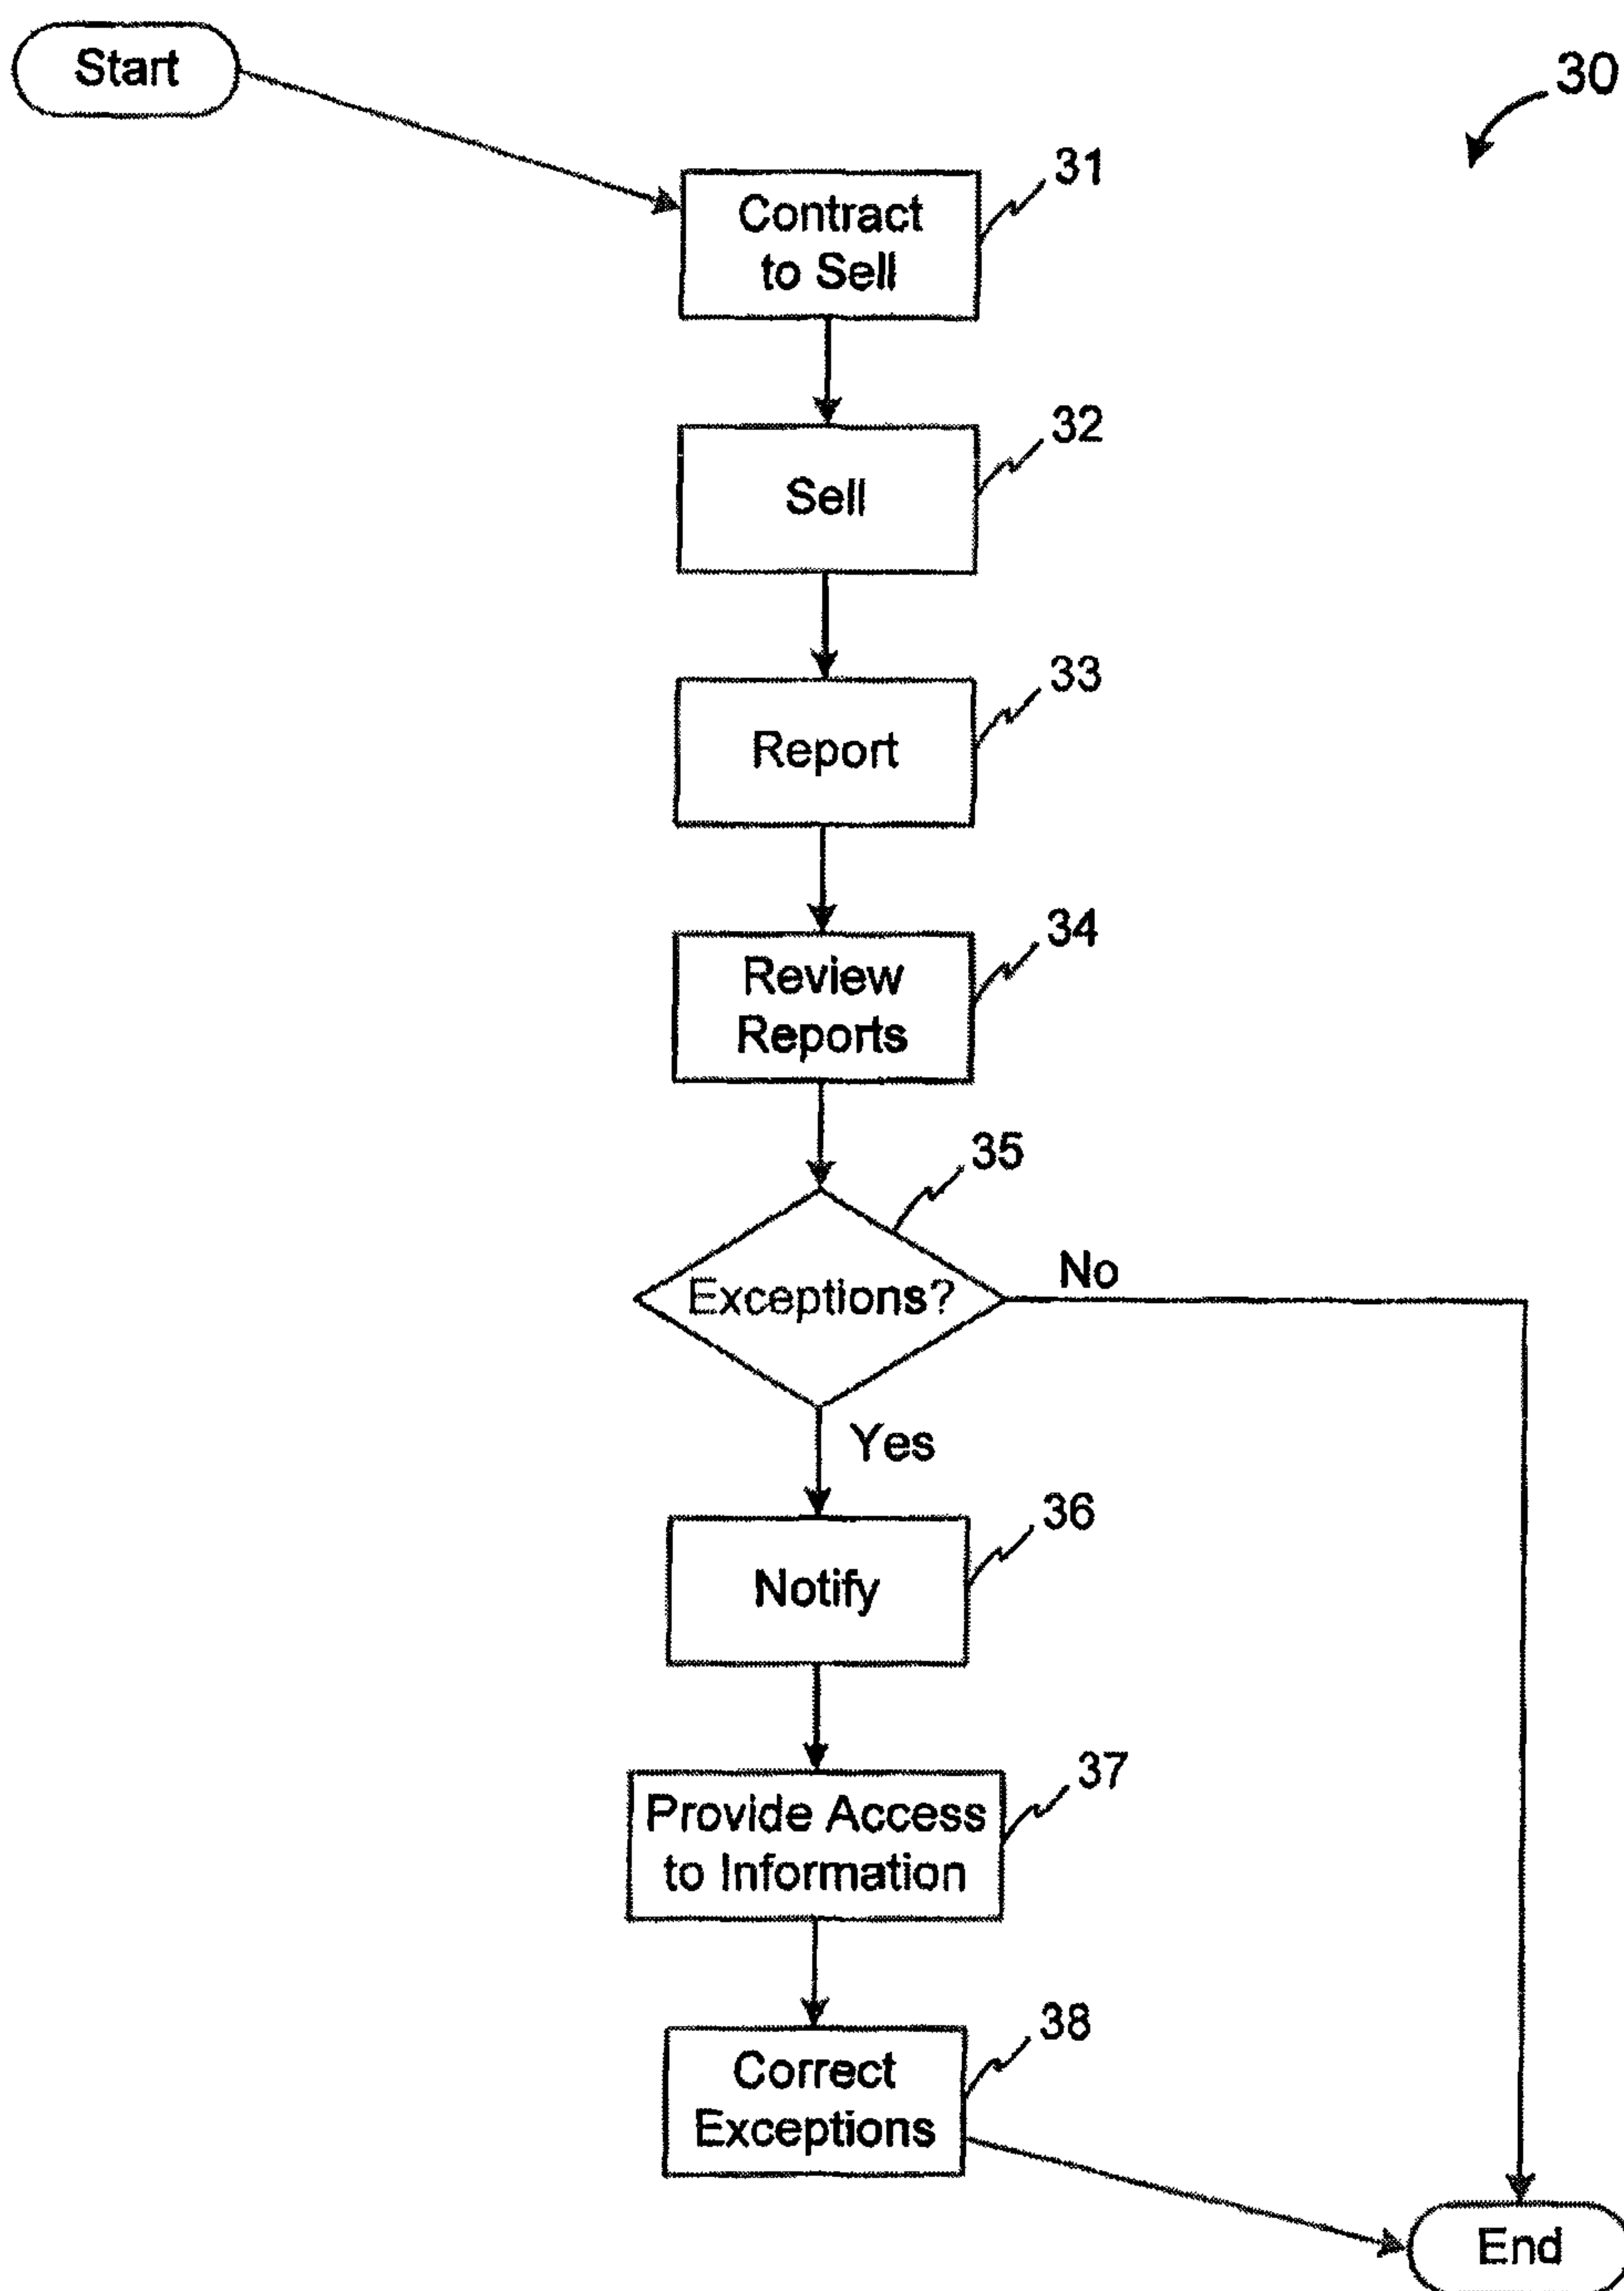 Start
30
31
Contract
to Sell
32
Sell
33
Report
34
Review
Reports
35
Exceptions?
No
Yes
36
Notify
37
Provide Access
to Information
38
Correct
Exceptions
End